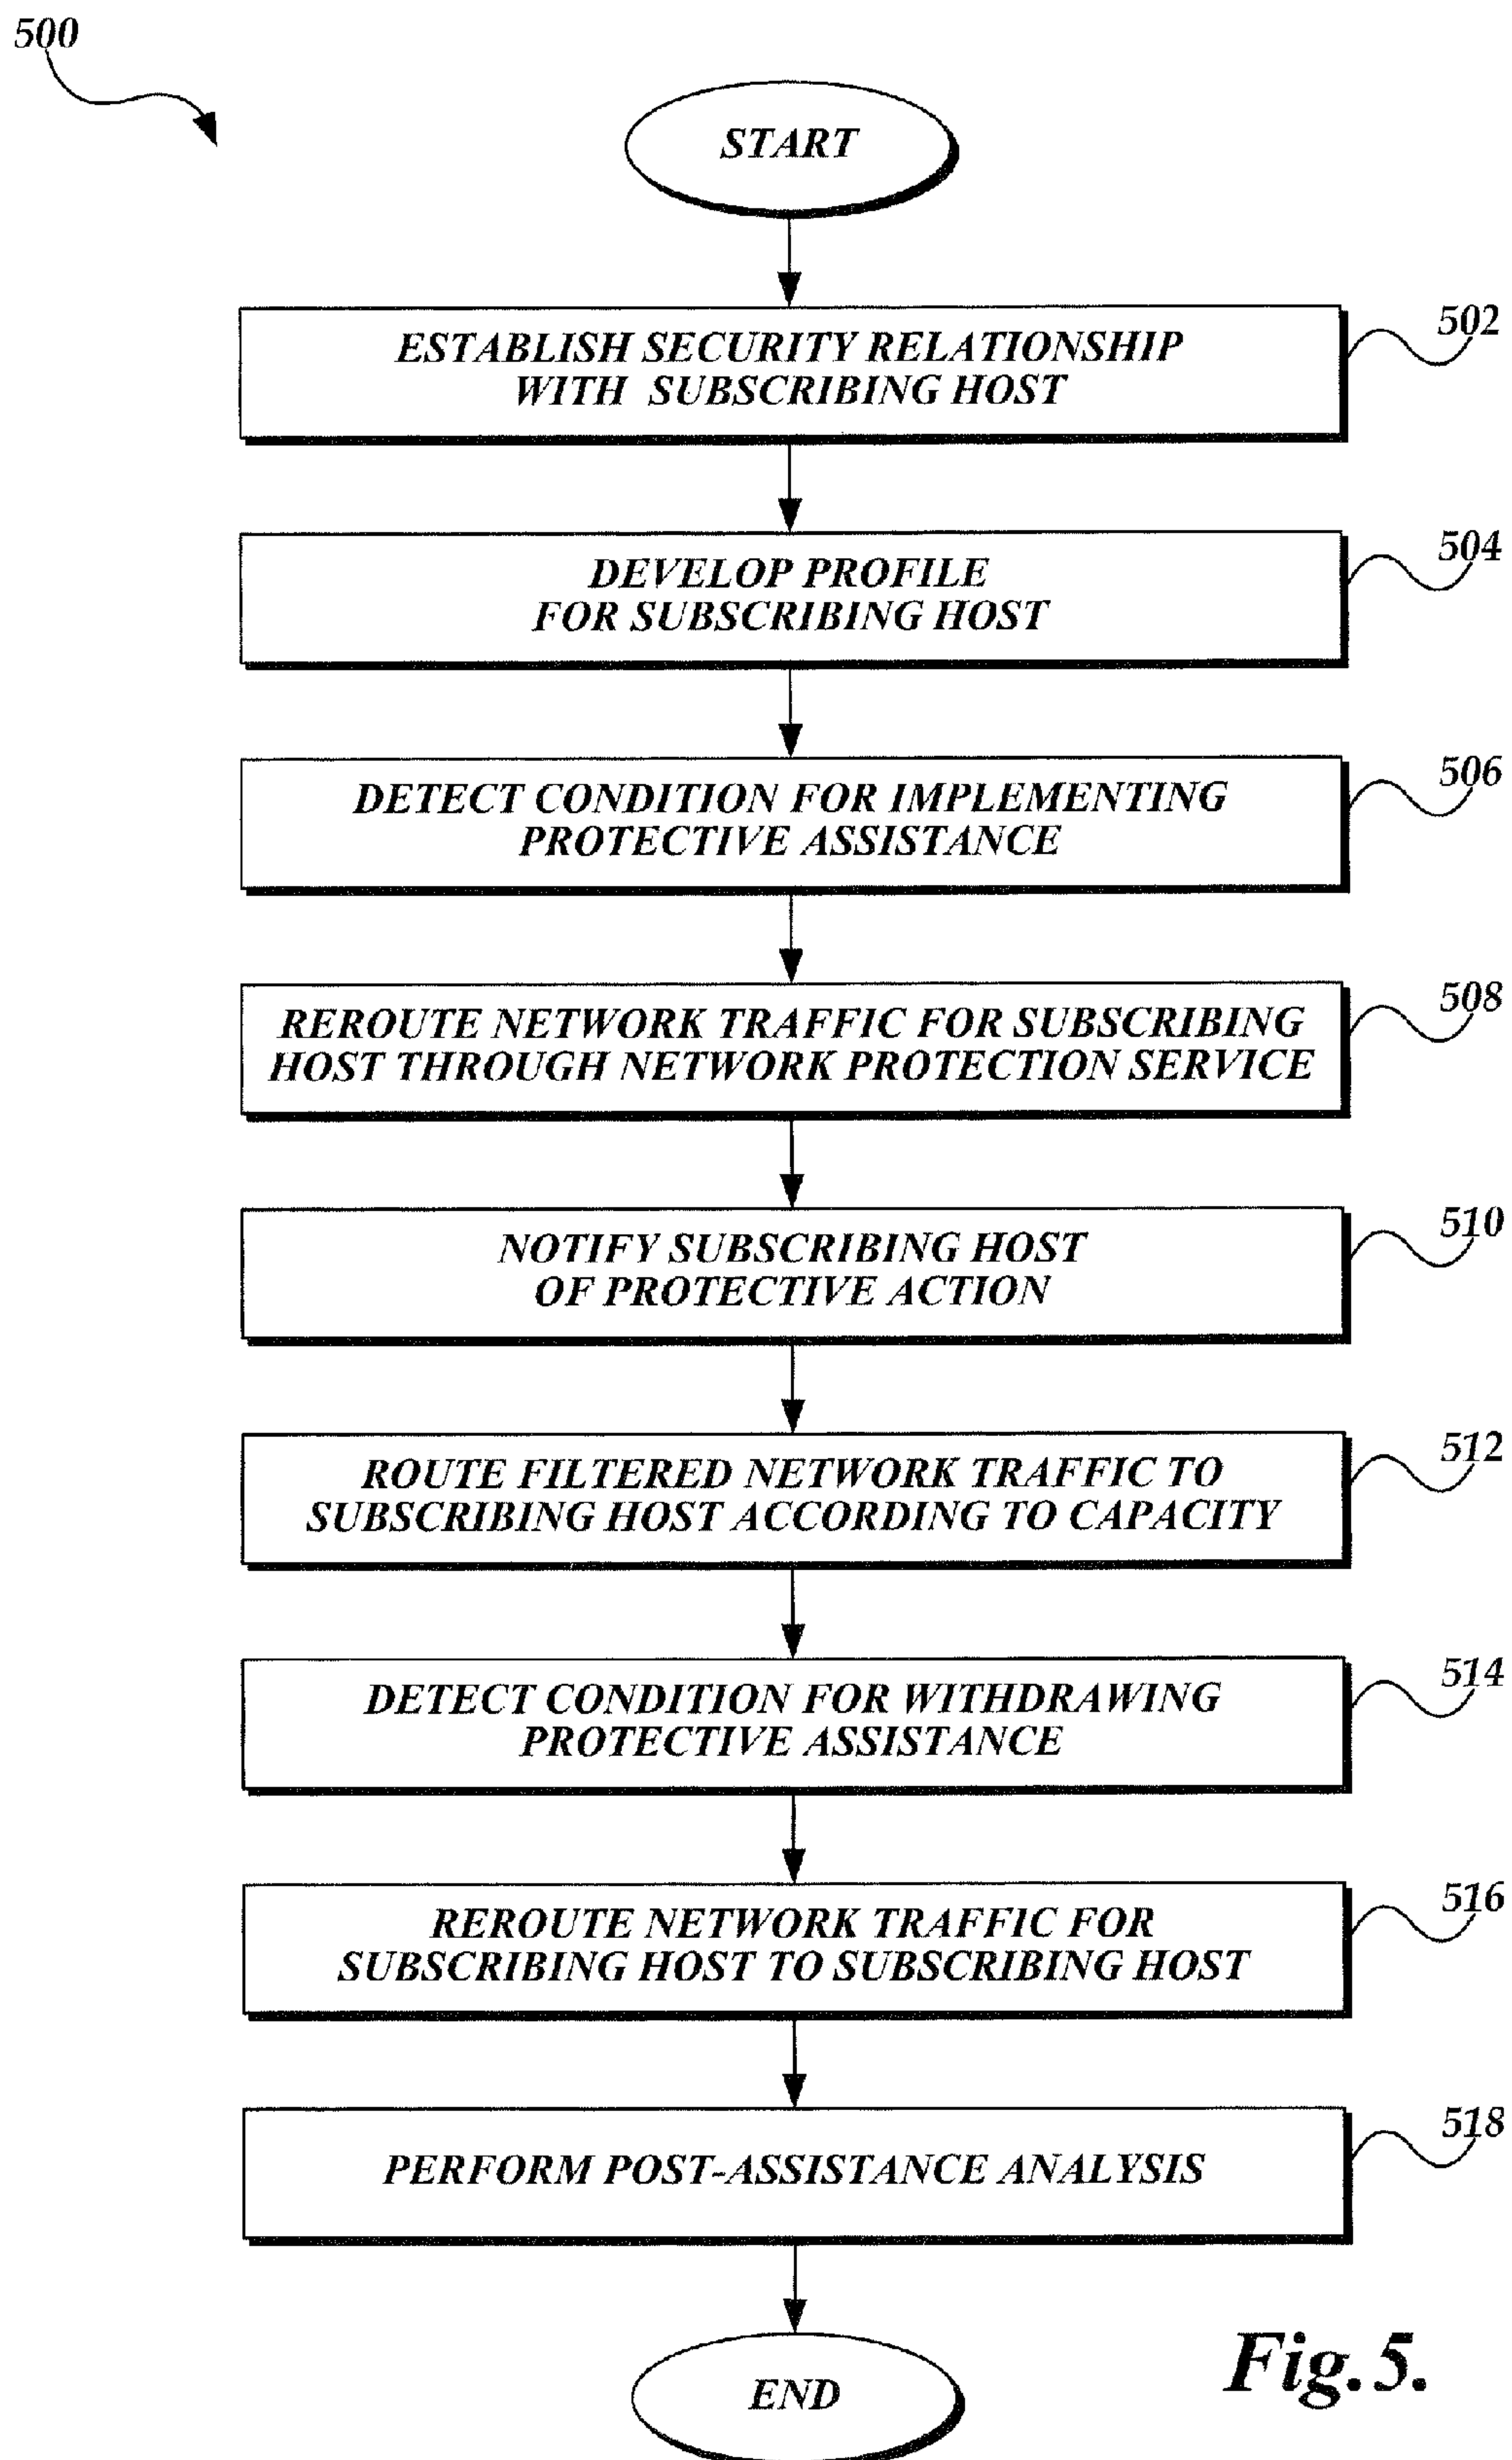 500
START
ESTABLISH SECURITY RELATIONSHIP
WITH SUBSCRIBING HOST
502
DEVELOP PROFILE
FOR SUBSCRIBING HOST
504
DETECT CONDITION FOR IMPLEMENTING
PROTECTIVE ASSISTANCE
506
REROUTE NETWORK TRAFFIC FOR SUBSCRIBING
HOST THROUGH NETWORK PROTECTION SERVICE
508
NOTIFY SUBSCRIBING HOST
OF PROTECTIVE ACTION
510
ROUTE FILTERED NETWORK TRAFFIC TO
SUBSCRIBING HOST ACCORDING TO CAPACITY
512
DETECT CONDITION FOR WITHDRAWING
PROTECTIVE ASSISTANCE
514
REROUTE NETWORK TRAFFIC FOR
SUBSCRIBING HOST TO SUBSCRIBING HOST
516
PERFORM POST-ASSISTANCE ANALYSIS
518
END
Fig.5.